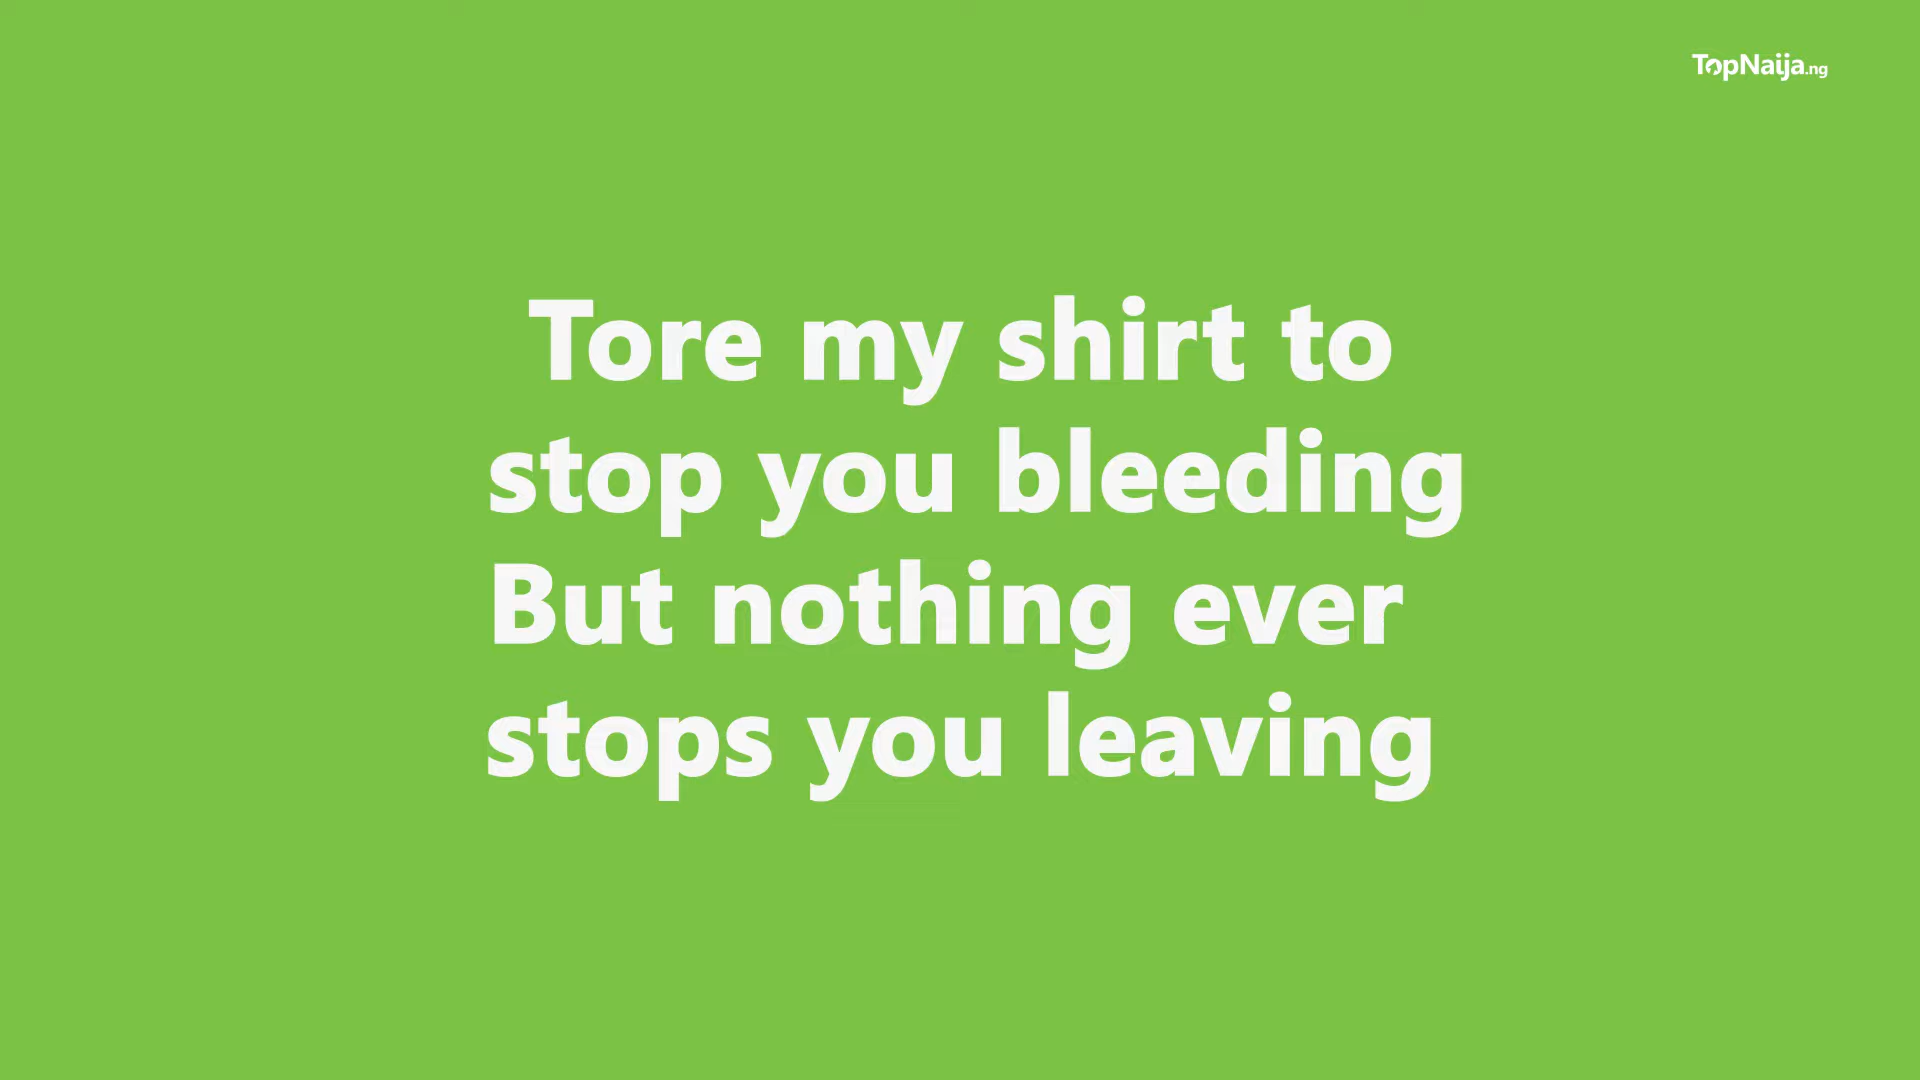 TopNaija.ng
Tore my shirt to
stop you bleeding
But nothing ever
stops you leaving